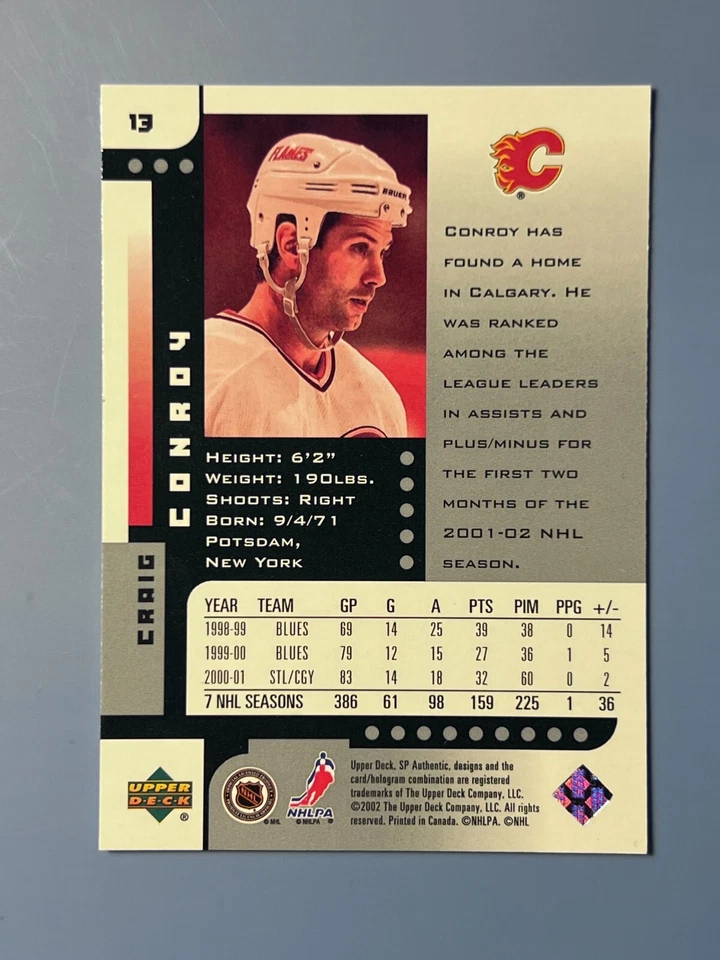 13
FLAMES
BAUER
C
®
CRAIG CONROY
CONROY HAS
FOUND A HOME
IN CALGARY. HE
WAS RANKED
AMONG THE
LEAGUE LEADERS
IN ASSISTS AND
PLUS/MINUS FOR
THE FIRST TWO
MONTHS OF THE
2001-02 NHL
SEASON.
HEIGHT: 6'2"
WEIGHT: 190LBS.
SHOOTS: RIGHT
BORN: 9/4/71
POTSDAM,
NEW YORK
YEAR TEAM GP G A PTS PIM PPG +/-
1998-99 BLUES 69 14 25 39 38 0 14
1999-00 BLUES 79 12 15 27 36 1 5
2000-01 STL/CGY 83 14 18 32 60 0 2
7 NHL SEASONS 386 61 98 159 225 1 36
UPPER
DECK
®
NHL
© NHL
NHLPA
© NHLPA
Upper Deck, SP Authentic, designs and the
card/hologram combination are registered
trademarks of The Upper Deck Company, LLC.
©2002 The Upper Deck Company, LLC. All rights
reserved. Printed in Canada. ©NHLPA. ©NHL